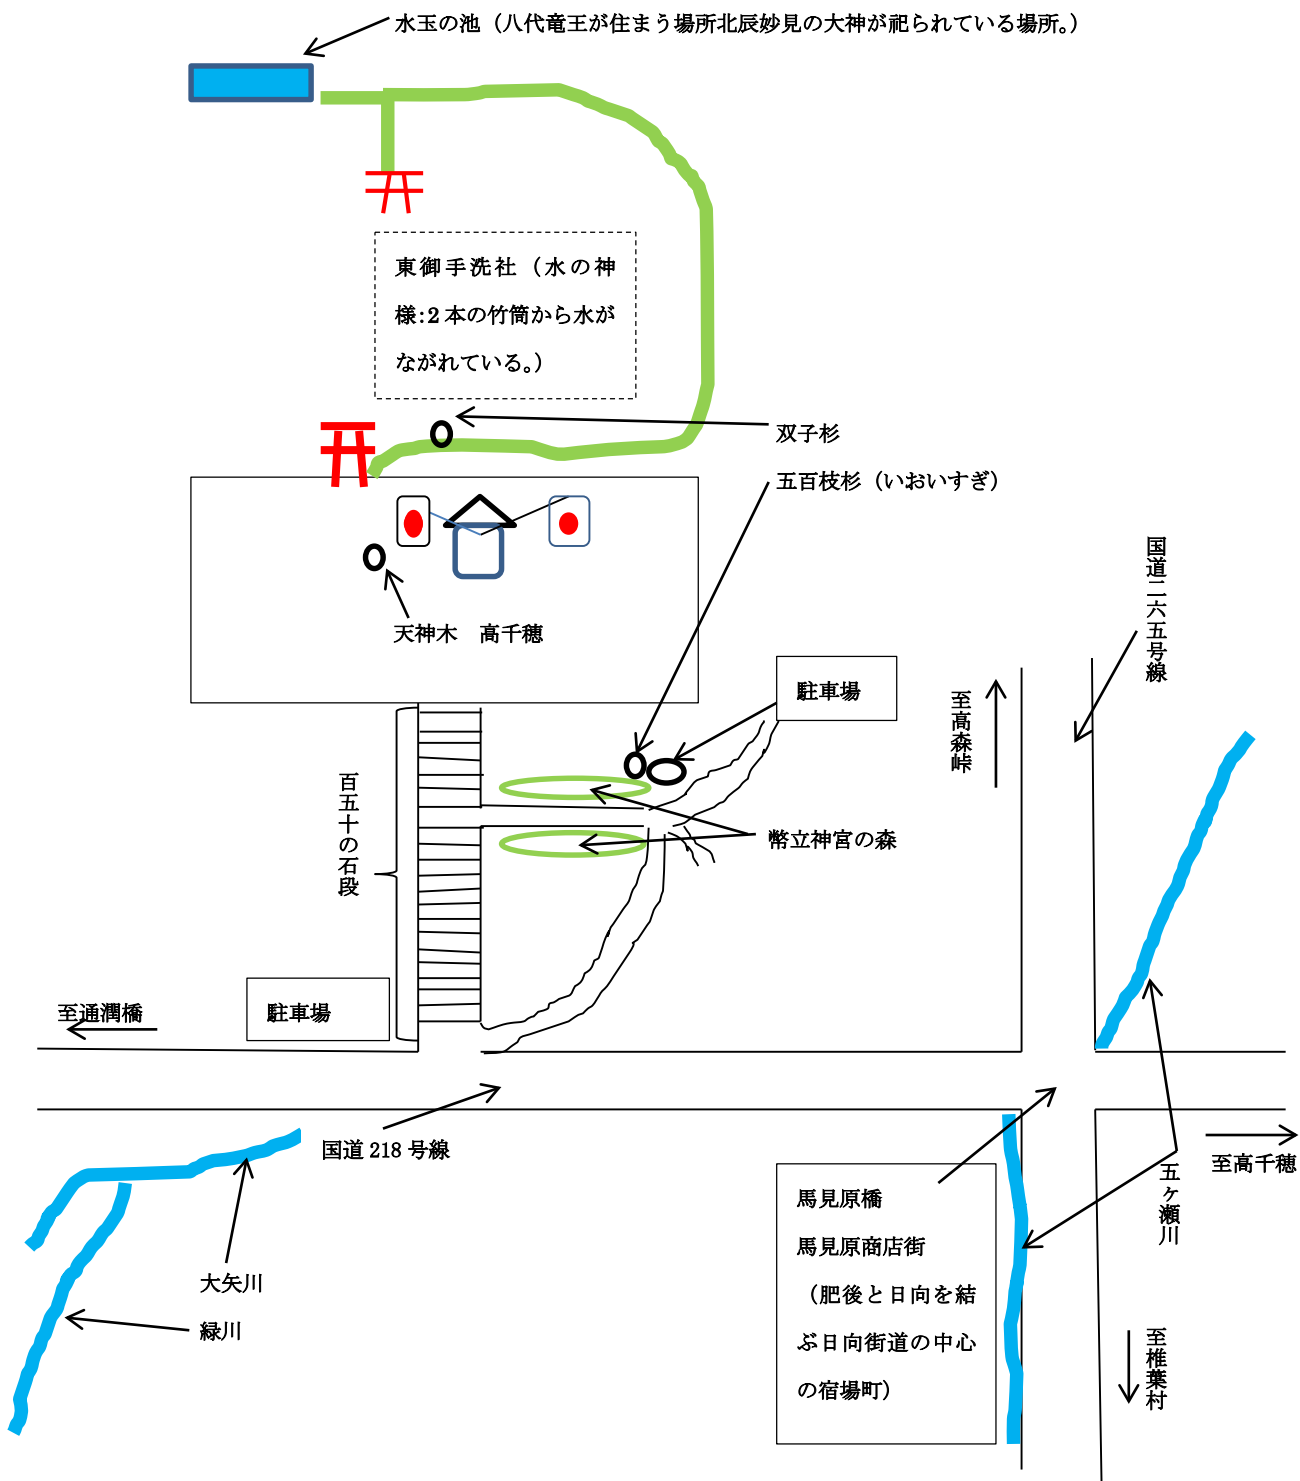 水玉の池（八代竜王が住まう場所北辰妙見の大神が祀られている場所。）
東御手洗社（水の神
様:2本の竹筒から水が
ながれている。）
双子杉
五百枝杉（いおいすぎ）
天神木　高千穂
国道二六五号線
駐車場
至高森峠
百五十の石段
幣立神宮の森
至通潤橋
駐車場
国道218号線
至高千穂
五ヶ瀬川
馬見原橋
馬見原商店街
（肥後と日向を結
ぶ日向街道の中心
の宿場町）
大矢川
緑川
至椎葉村